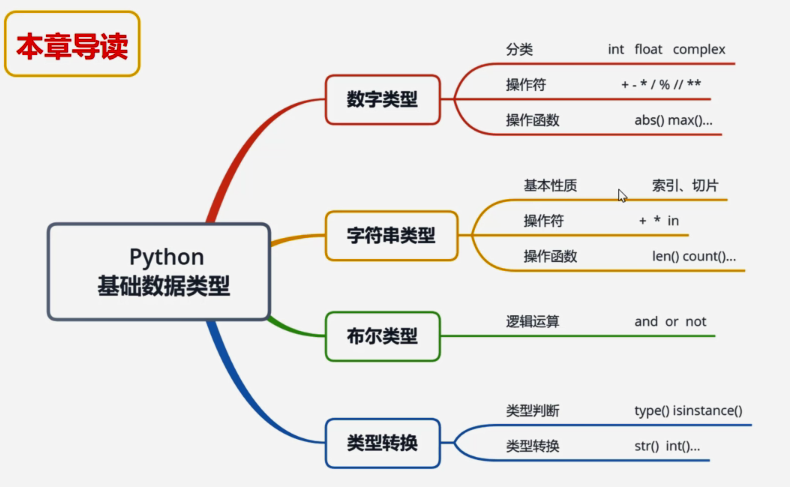 本章导读
Python
基础数据类型
数字类型
分类 int float complex
操作符 + - * / % // **
操作函数 abs() max()...
字符串类型
基本性质 索引、切片
操作符 + * in
操作函数 len() count()...
布尔类型
逻辑运算 and or not
类型转换
类型判断 type() isinstance()
类型转换 str() int()...